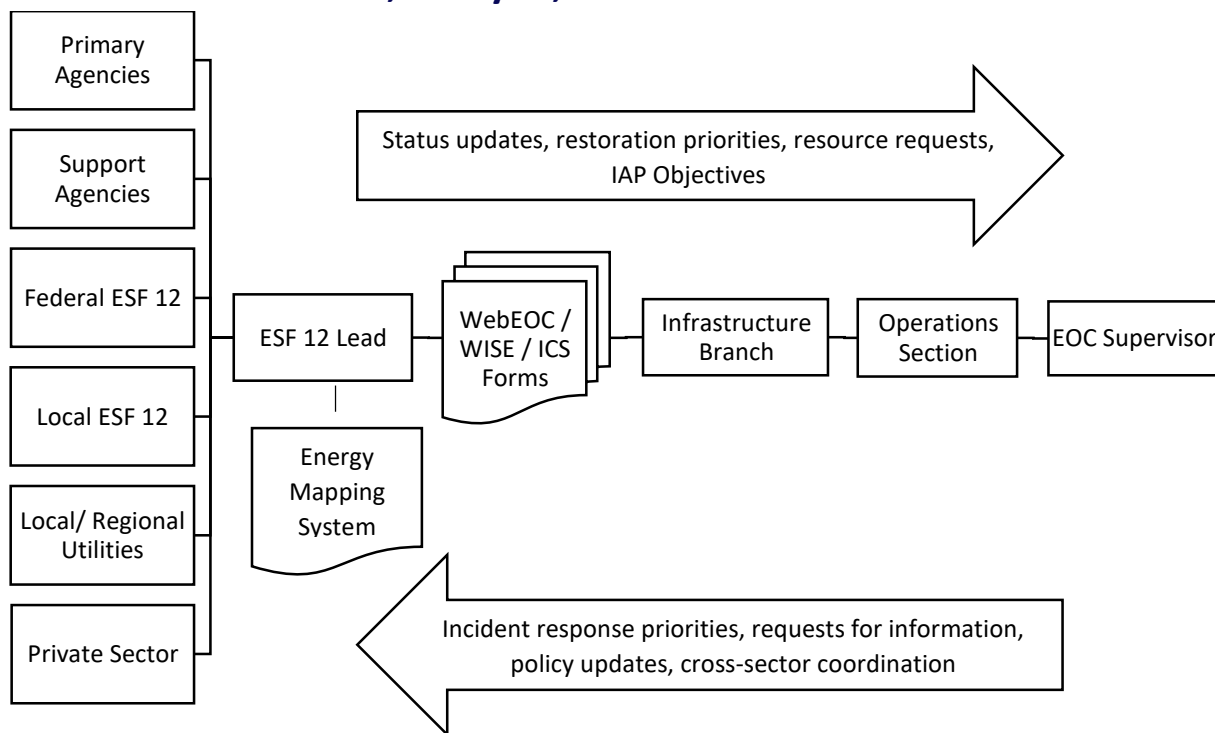 Primary
Agencies
Support
Agencies
Federal ESF 12
Local ESF 12
Local/ Regional
Utilities
Private Sector
Status updates, restoration priorities, resource requests,
IAP Objectives
ESF 12 Lead
WebEOC /
WISE / ICS
Forms
Infrastructure
Branch
Operations
Section
EOC Supervisor
Energy
Mapping
System
Incident response priorities, requests for information,
policy updates, cross-sector coordination